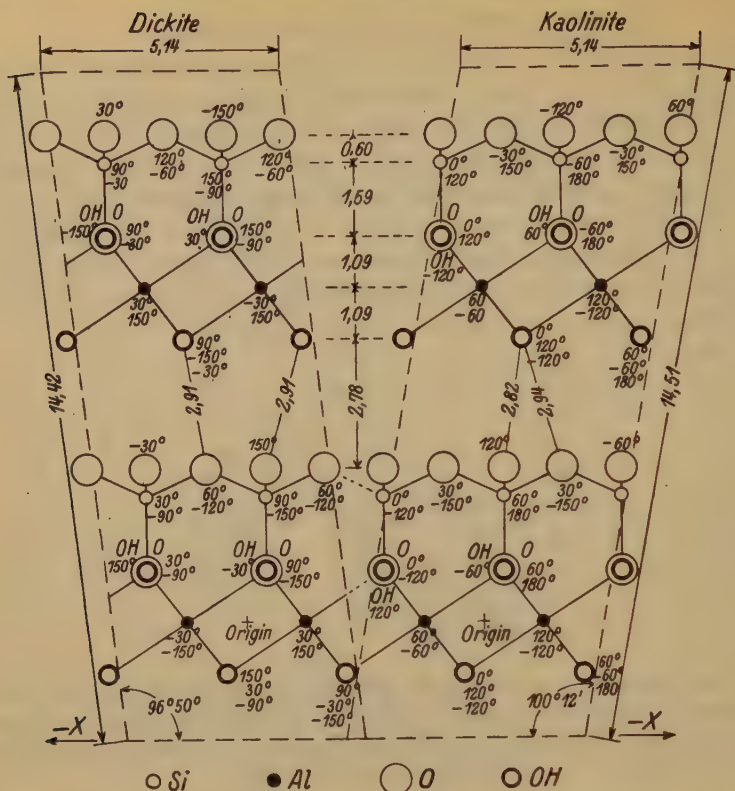 Dickite Kaolinite
5,14 5,14
30° -150° -120° 60°
0,60
90° -30 120° -60° 150° -90° 120° -60° 0° 120° -30° 150° -60° 180° -30° 150°
1,59
OH O OH O O OH O
-150° 90° 30° 150° -90° 0° 120° 60° -60° 180°
OH -120°
1,09
30° 150° -30° 150° 60 -60 120° -120°
1,09
90° -150° -30° 0° 120° -120° 60° -60° 180°
14,42 2,91 2,91 2,78 2,82 2,94 14,51
-30° 150° 120° -60°
30° -90° 60° -120° 90° -150° 60° -120° 0° -120° 30° -150° 60° 180° 30° -150°
OH O OH O O OH O
150° 30° -90° -30° 90° -150° 0° -120° -60° 60° 180°
OH 120°
-30° -150° Origin 30° 150° 60° -60° Origin 120° -120°
150° 30° -90° 90° -30° -150° 0° 120° -120° 60° -60° 180
96°50° 100°12'
-X -X
Si Al O OH